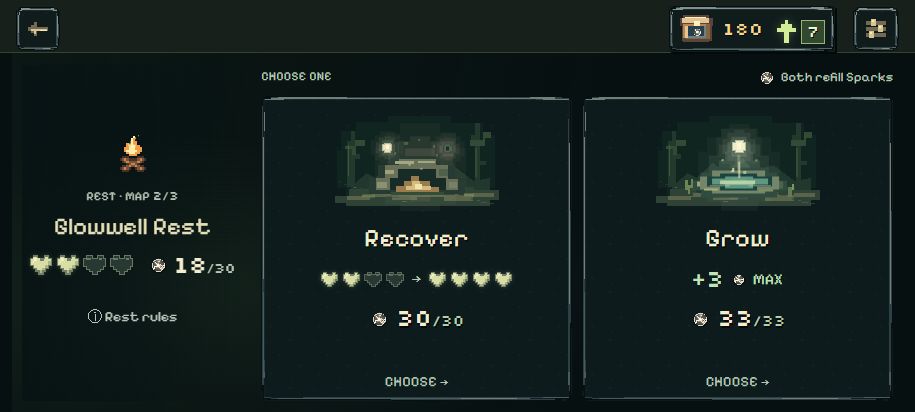 180
7
CHOOSE ONE
Both refill Sparks
REST · MAP 2/3
Glowwell Rest
18/30
Rest rules
Recover
→
30/30
CHOOSE →
Grow
+3 MAX
33/33
CHOOSE →